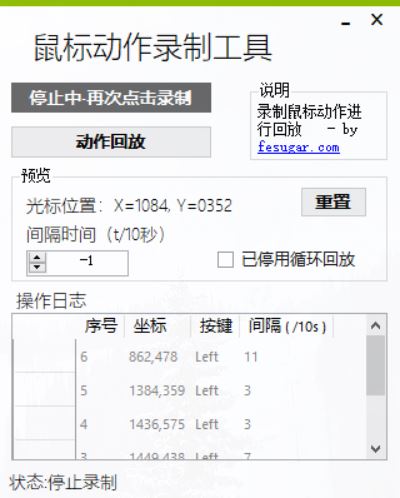 鼠标动作录制工具
停止中-再次点击录制
动作回放
说明
录制鼠标动作进
行回放 - by
fesugar.com
预览
光标位置：X=1084, Y=0352
重置
间隔时间（t/10秒）
-1
已停用循环回放
操作日志
序号 坐标 按键 间隔 ( /10s )
6 862,478 Left 11
5 1384,359 Left 3
4 1436,575 Left 3
3 1449,438 Left 7
状态:停止录制